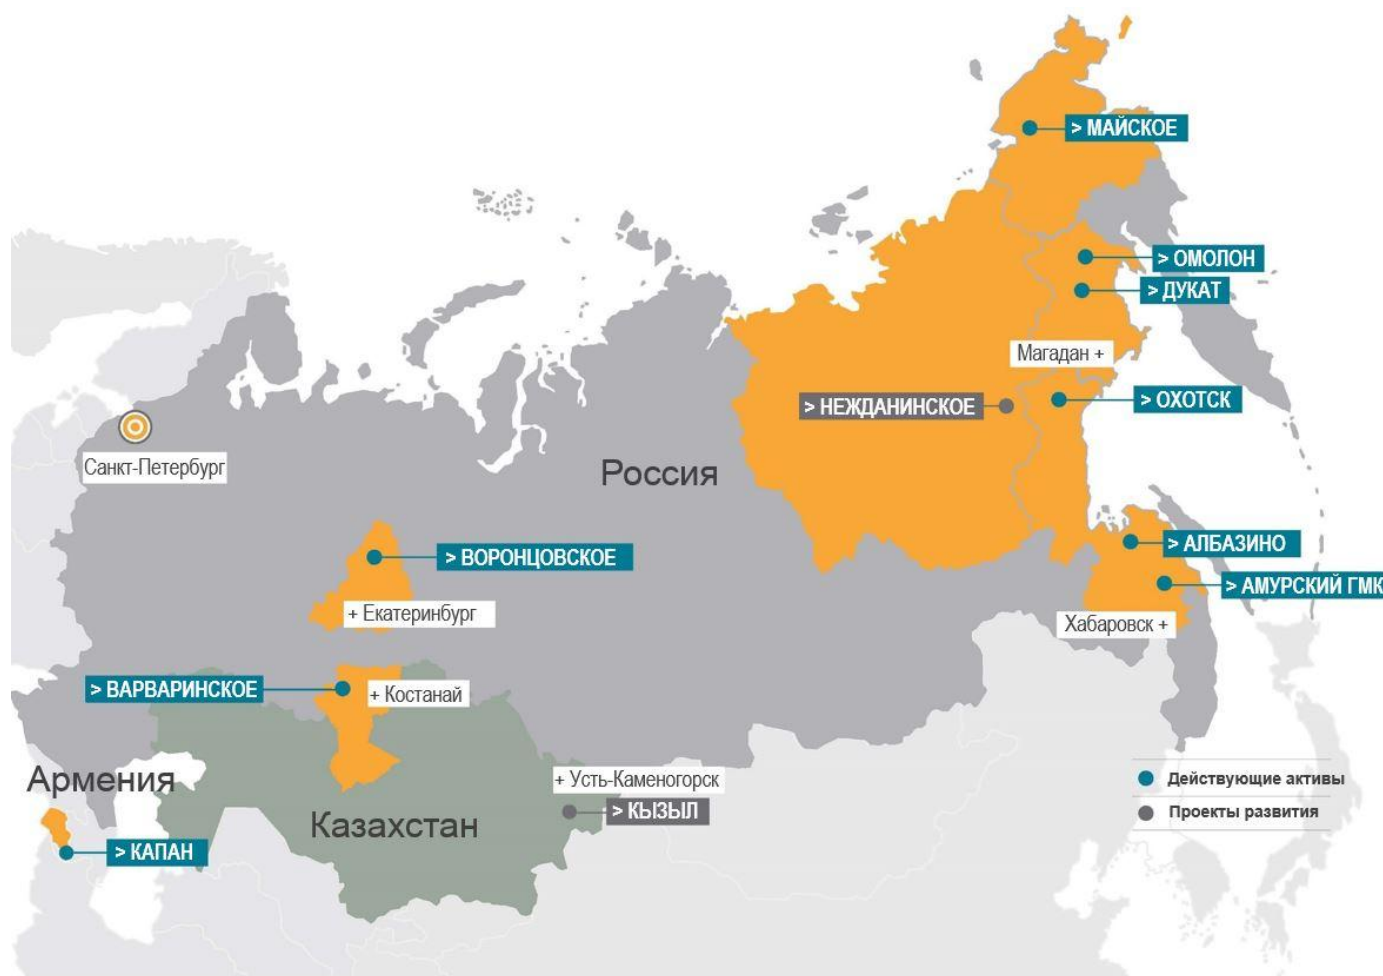 > МАЙСКОЕ
> ОМОЛОН
> ДУКАТ
Магадан +
> НЕЖДАНИНСКОЕ
> ОХОТСК
Санкт-Петербург
Россия
> ВОРОНЦОВСКОЕ
> АЛБАЗИНО
> АМУРСКИЙ ГМК
+ Екатеринбург
Хабаровск +
> ВАРВАРИНСКОЕ
+ Костанай
Армения
+ Усть-Каменогорск
> КЫЗЫЛ
Казахстан
> КАПАН
Действующие активы
Проекты развития